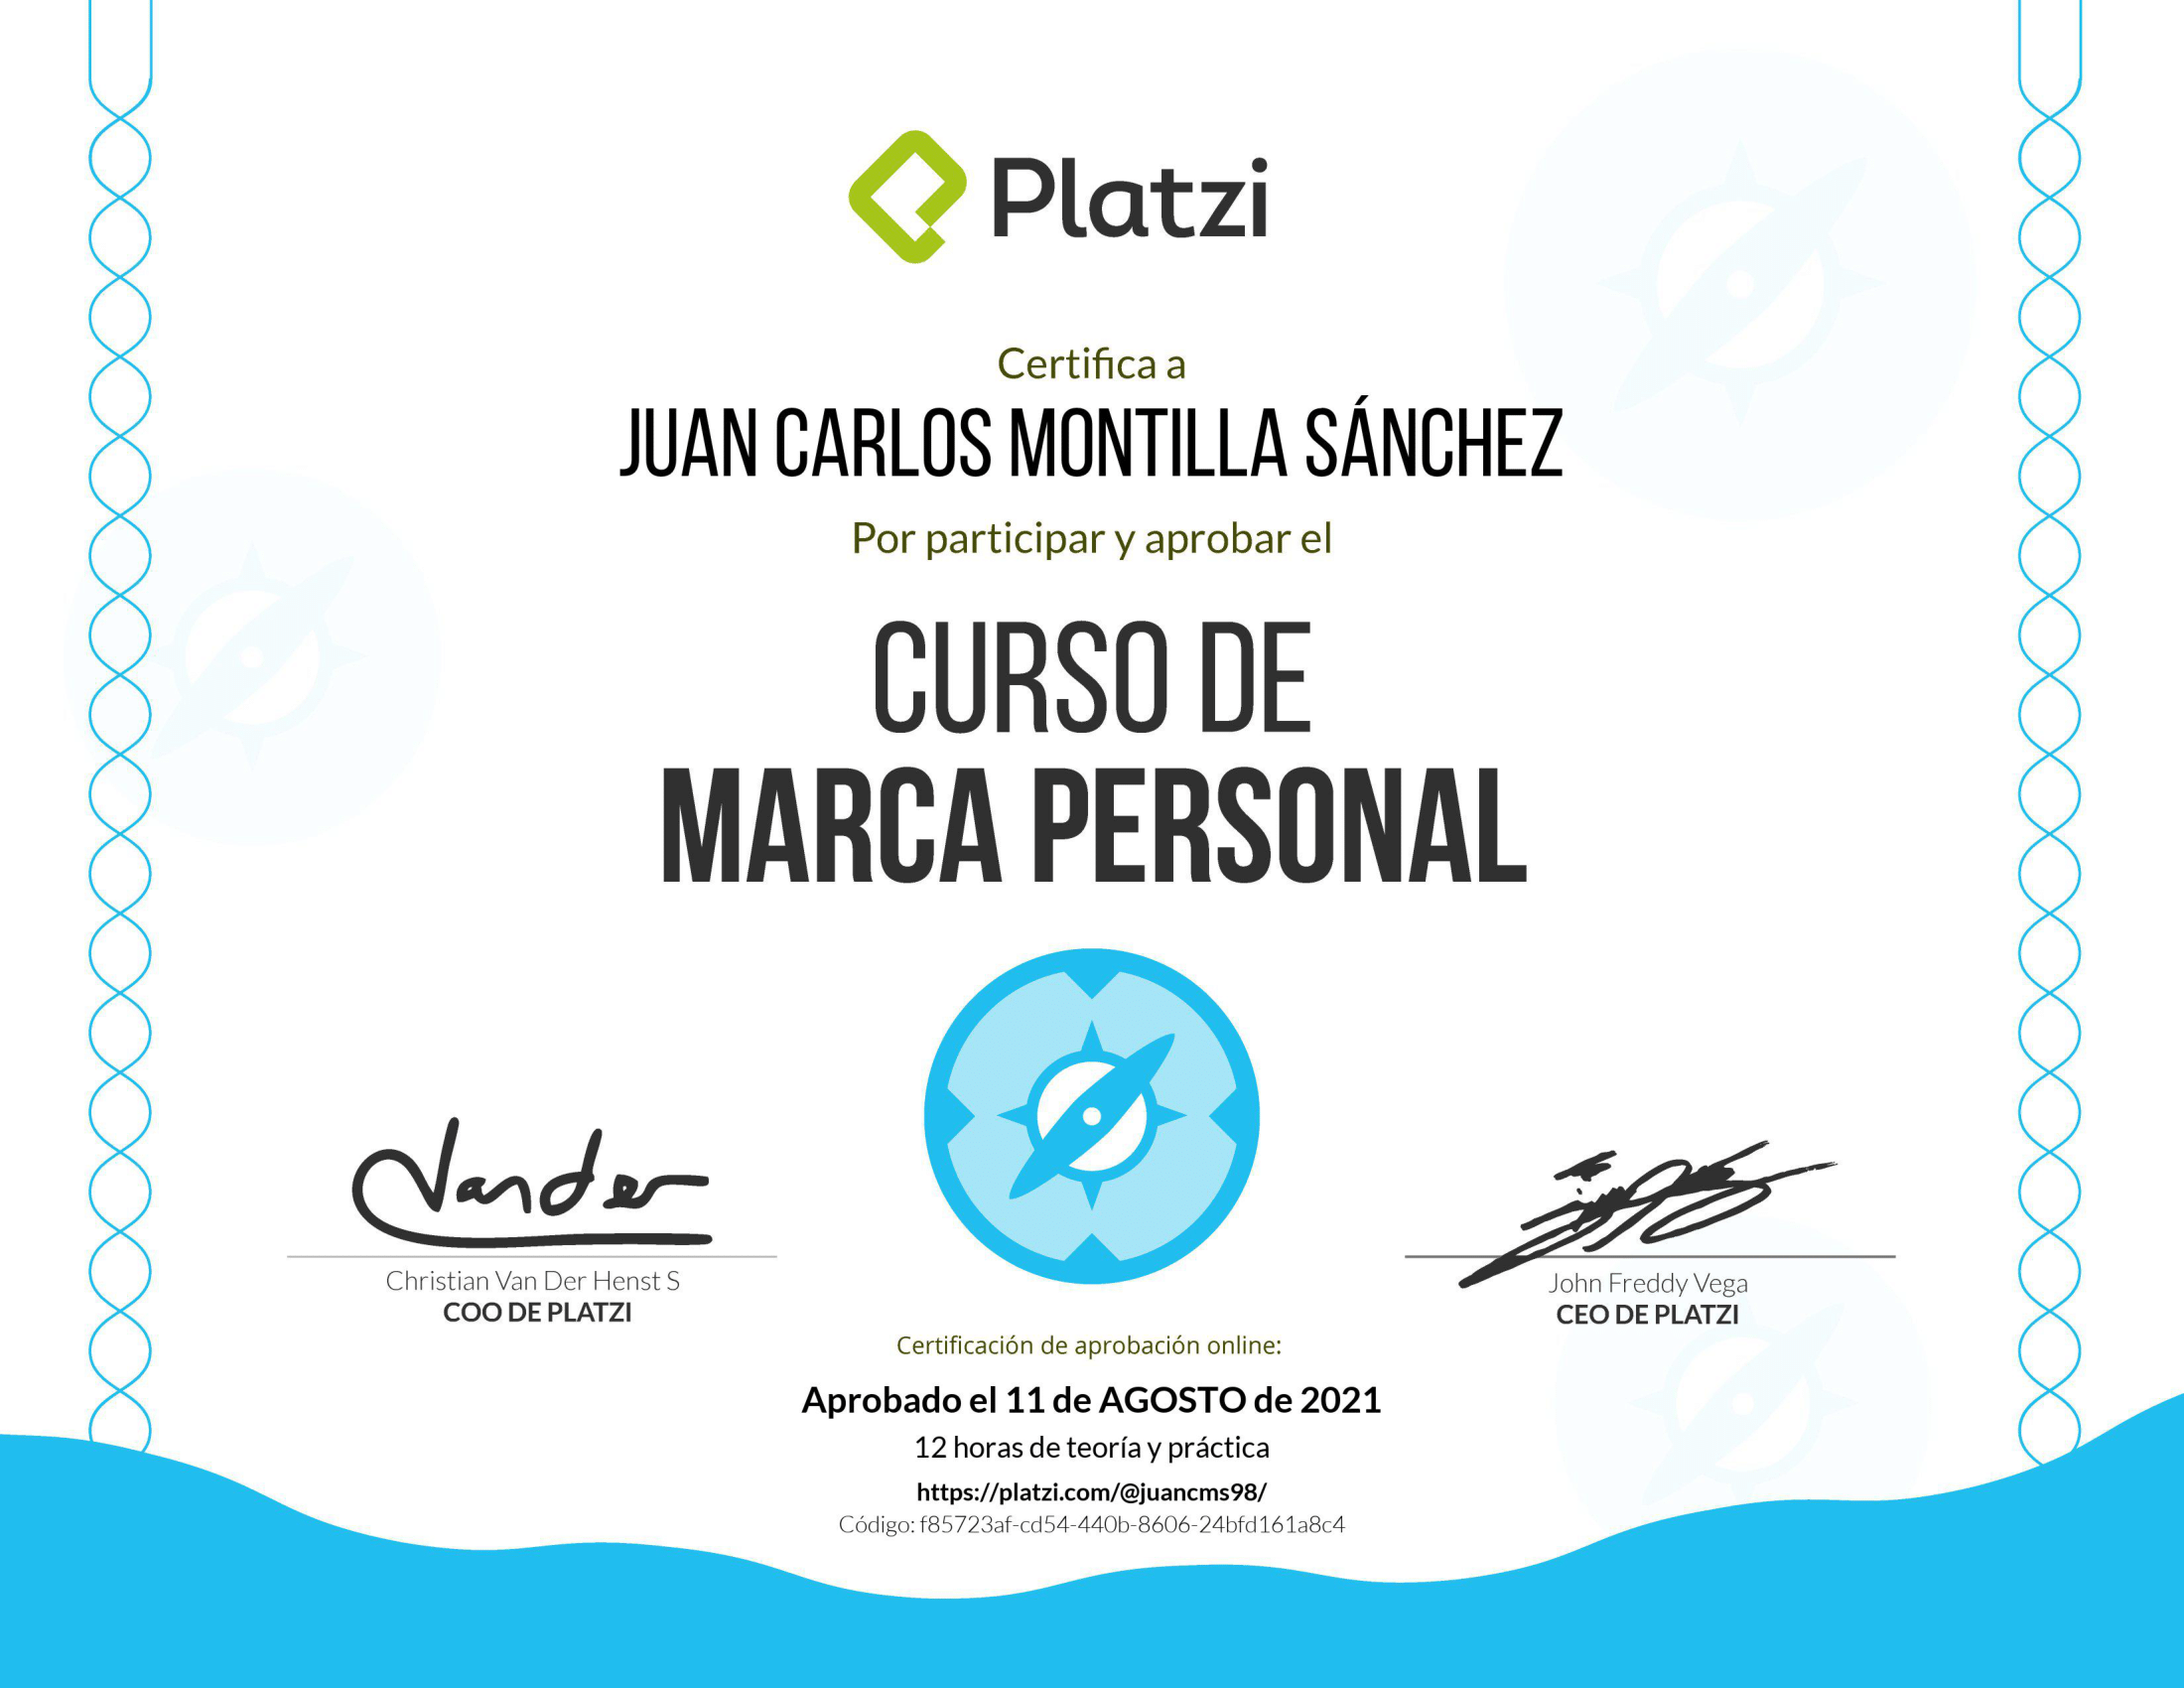 Platzi
Certifica a
JUAN CARLOS MONTILLA SÁNCHEZ
Por participar y aprobar el
CURSO DE
MARCA PERSONAL
Vander
Christian Van Der Henst S
COO DE PLATZI
John Freddy Vega
CEO DE PLATZI
Certificación de aprobación online:
Aprobado el 11 de AGOSTO de 2021
12 horas de teoría y práctica
https://platzi.com/@juancms98/
Código: f85723af-cd54-440b-8606-24bfd161a8c4